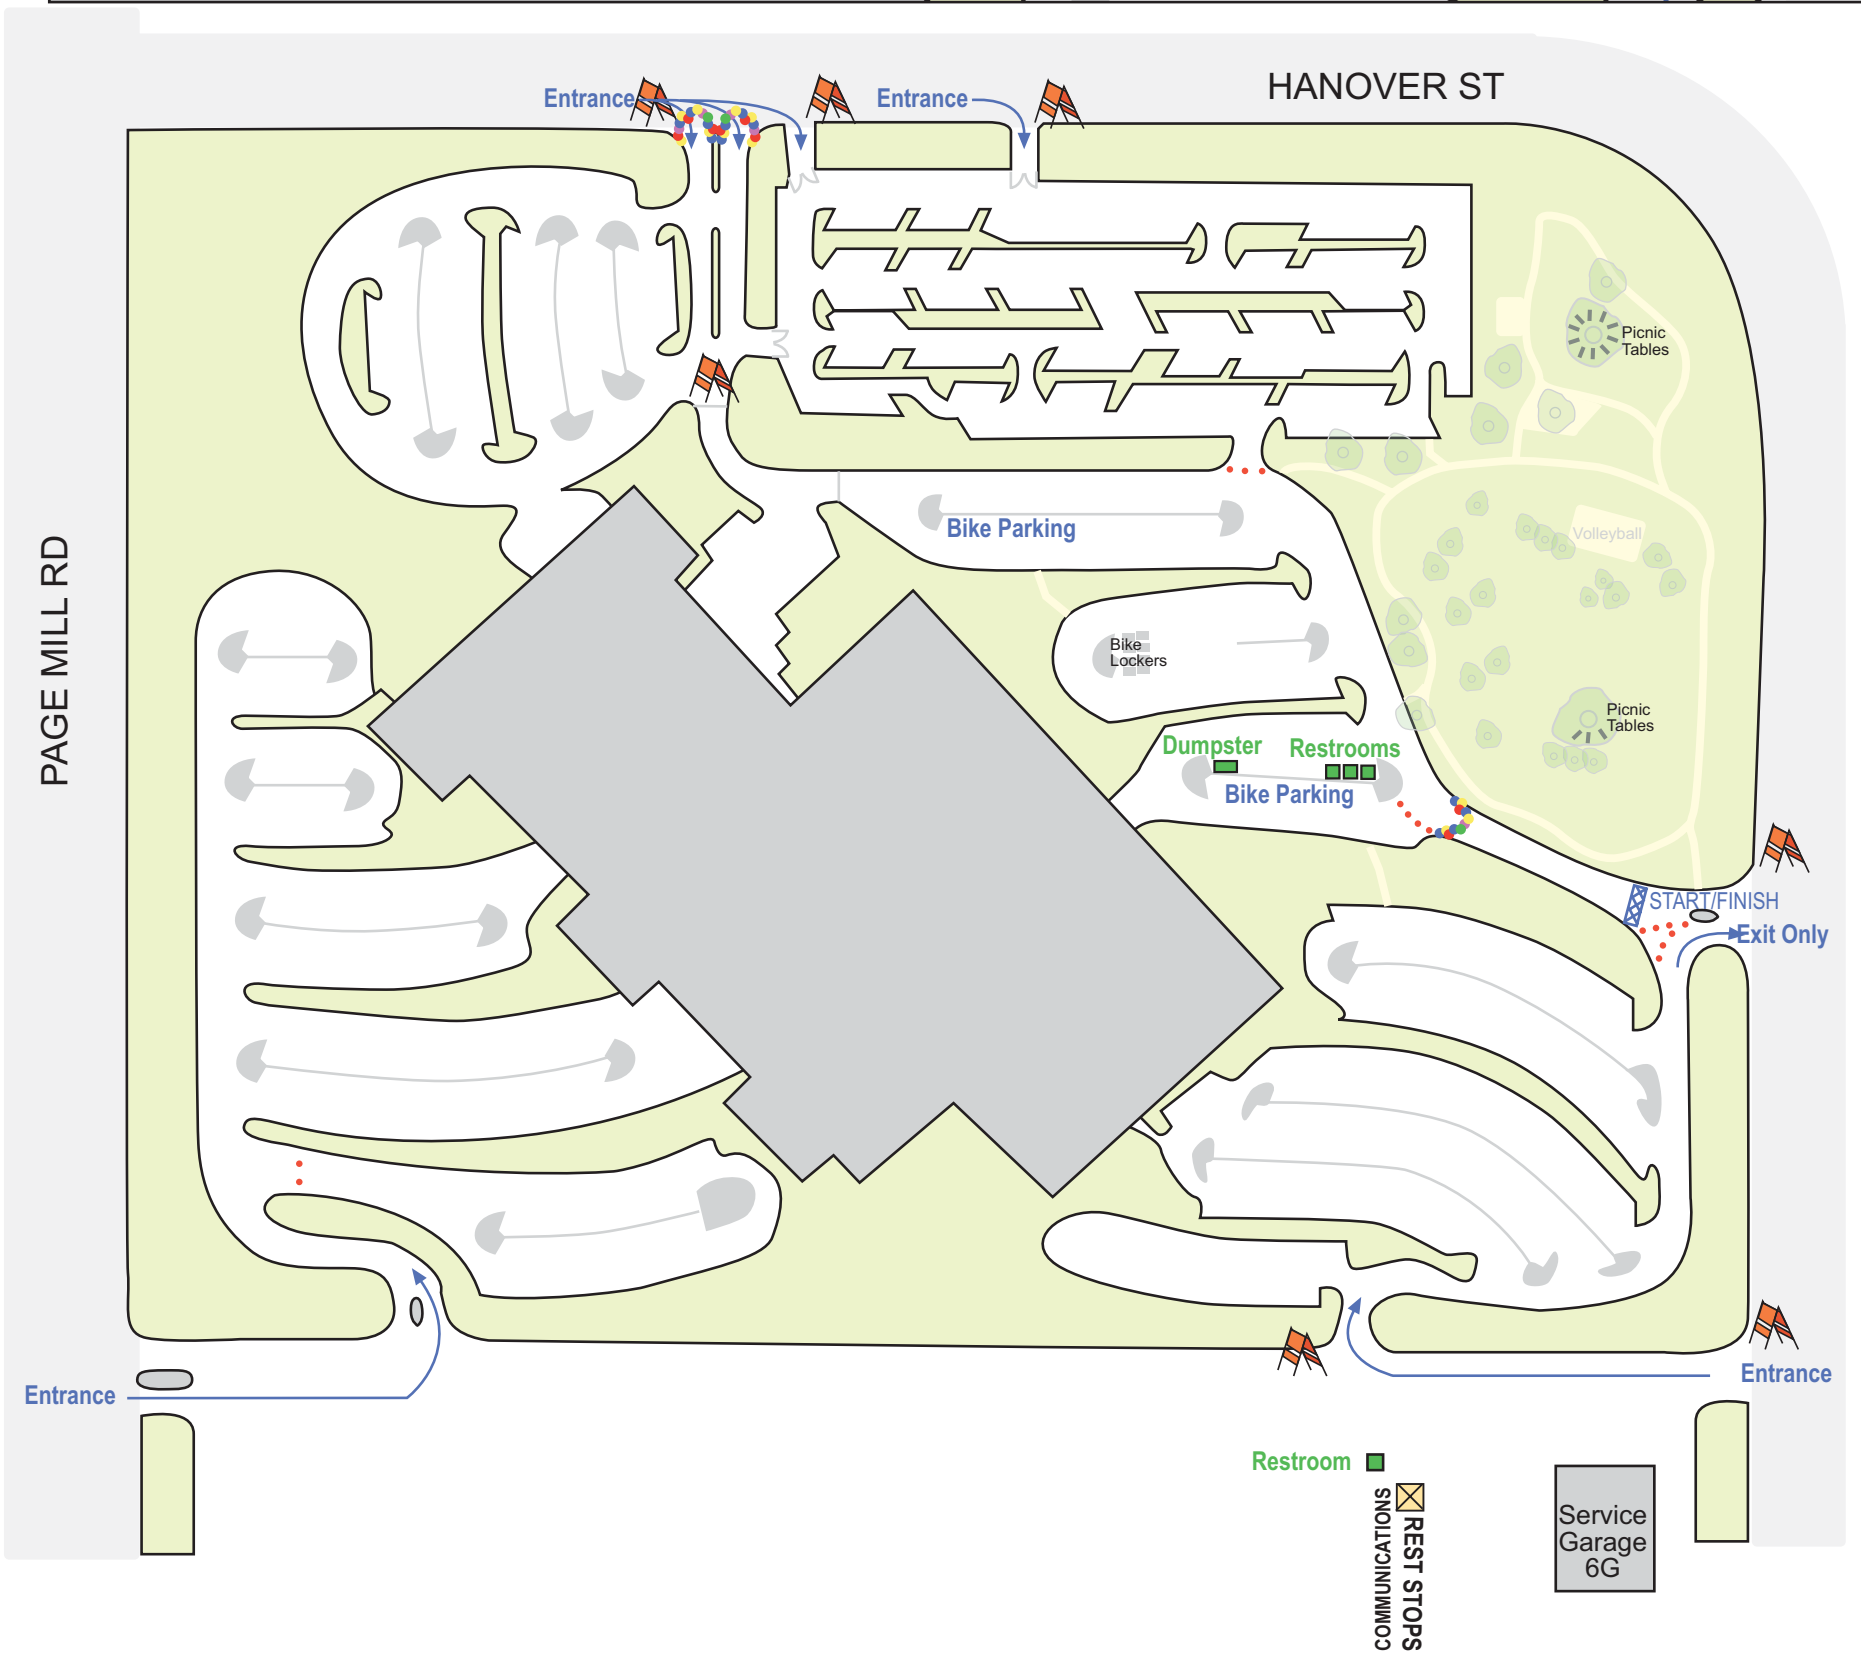 HANOVER ST
Entrance
Entrance
Picnic
Tables
Bike Parking
Volleyball
PAGE MILL RD
Bike
Lockers
Picnic
Tables
Dumpster
Restrooms
Bike Parking
START/FINISH
Exit Only
Entrance
Entrance
Restroom
COMMUNICATIONS
REST STOPS
Service
Garage
6G